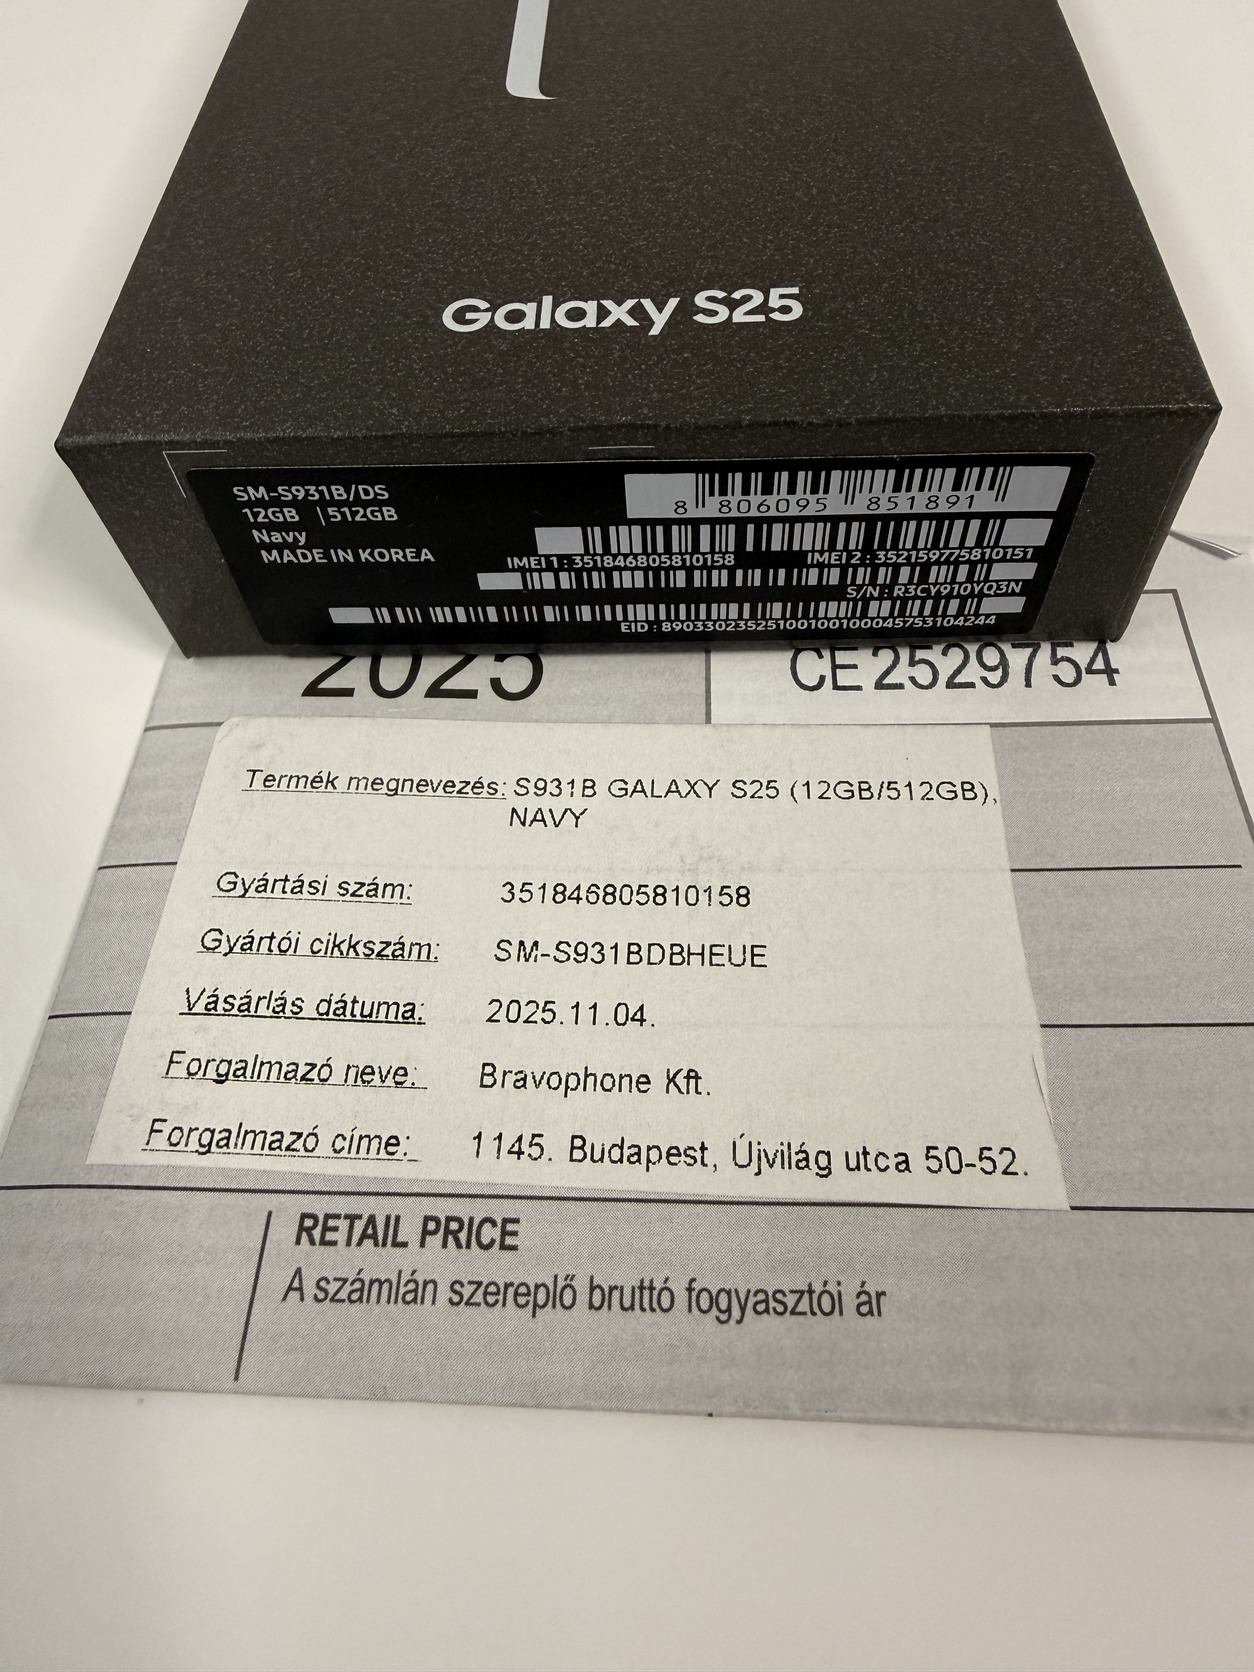 Galaxy S25
SM-S931B/DS
12GB | 512GB
Navy
MADE IN KOREA
8 806095 851891
IMEI 1 : 351846805810158 IMEI 2 : 352159775810151
S/N : R3CY910YQ3N
EID : 89033023525100100100045753104244
2025 CE2529754
Termék megnevezés: S931B GALAXY S25 (12GB/512GB),
NAVY
Gyártási szám: 351846805810158
Gyártói cikkszám: SM-S931BDBHEUE
Vásárlás dátuma: 2025.11.04.
Forgalmazó neve: Bravophone Kft.
Forgalmazó címe: 1145. Budapest, Újvilág utca 50-52.
RETAIL PRICE
A számlán szereplő bruttó fogyasztói ár